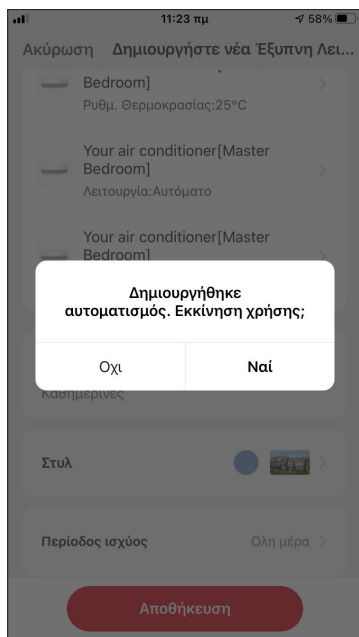 11:23 πμ
58%
Ακύρωση Δημιουργήστε νέα Έξυπνη Λει...
Bedroom]
Ρυθμ. Θερμοκρασίας:25°C
Your air conditioner[Master
Bedroom]
Λειτουργία:Αυτόματο
Your air conditioner[Master
Bedroom]
Δημιουργήθηκε
αυτοματισμός. Εκκίνηση χρήσης;
Οχι
Ναί
Καθημερινές
Στυλ
Περίοδος ισχύος
Ολη μέρα
Αποθήκευση